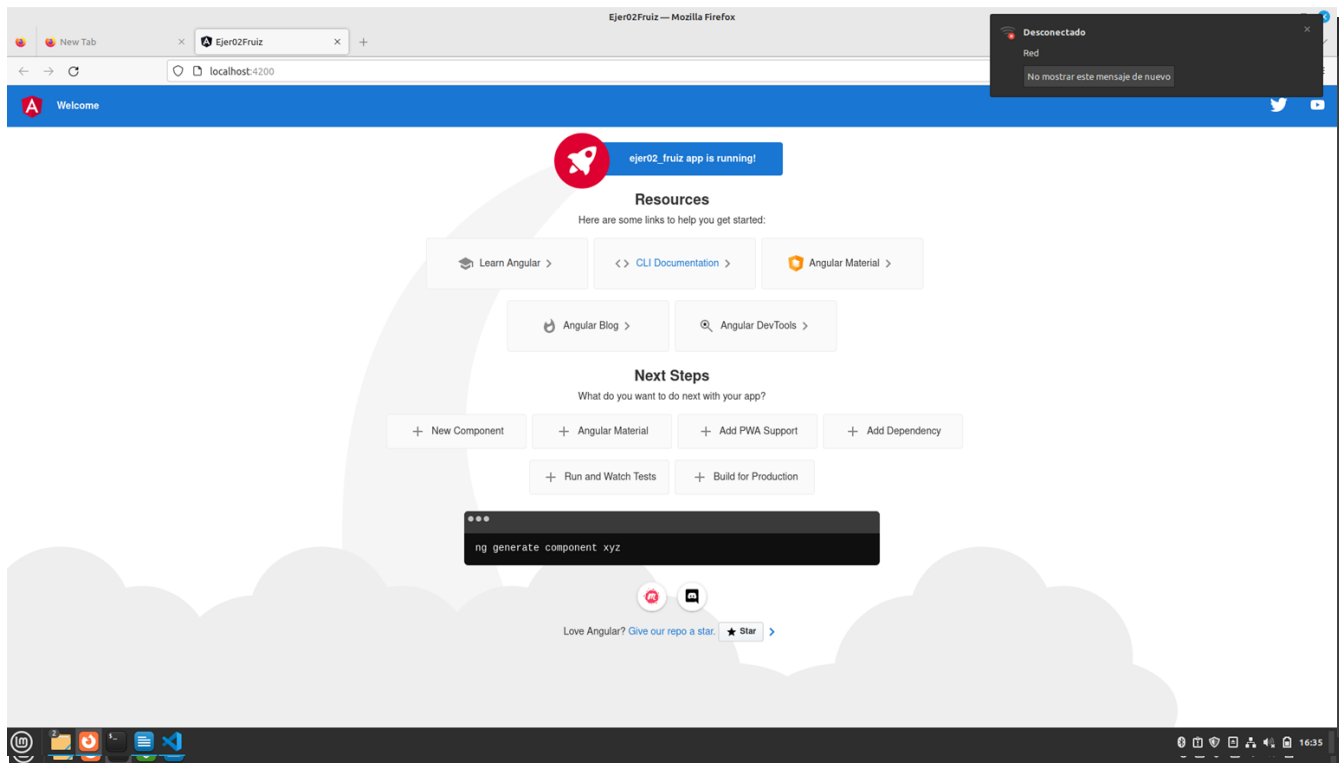 Ejer02Fruiz — Mozilla Firefox
New Tab
Ejer02Fruiz
localhost:4200
Desconectado
Red
No mostrar este mensaje de nuevo
Welcome
ejer02_fruiz app is running!
Resources
Here are some links to help you get started:
Learn Angular
CLI Documentation
Angular Material
Angular Blog
Angular DevTools
Next Steps
What do you want to do next with your app?
New Component
Angular Material
Add PWA Support
Add Dependency
Run and Watch Tests
Build for Production
ng generate component xyz
Love Angular? Give our repo a star. Star
2
16:35